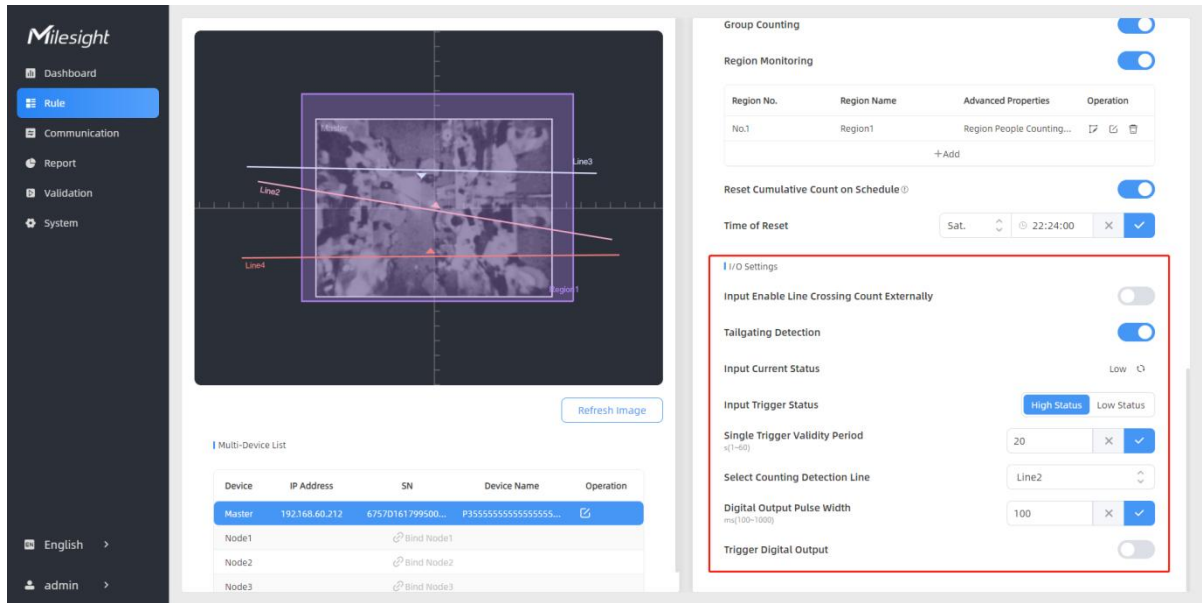 Milesight
Dashboard
Rule
Communication
Report
Validation
System
English
admin
Master
Line3
Line2
Line4
Region1
Refresh Image
Multi-Device List
Device IP Address SN Device Name Operation
Master 192.168.60.212 6757D161799500... P35555555555555555...
Node1 Bind Node1
Node2 Bind Node2
Node3 Bind Node3
Group Counting
Region Monitoring
Region No. Region Name Advanced Properties Operation
No.1 Region1 Region People Counting...
+Add
Reset Cumulative Count on Schedule
Time of Reset Sat. 22:24:00
I/O Settings
Input Enable Line Crossing Count Externally
Tailgating Detection
Input Current Status Low
Input Trigger Status High Status Low Status
Single Trigger Validity Period 20
s(1~60)
Select Counting Detection Line Line2
Digital Output Pulse Width 100
ms(100~1000)
Trigger Digital Output